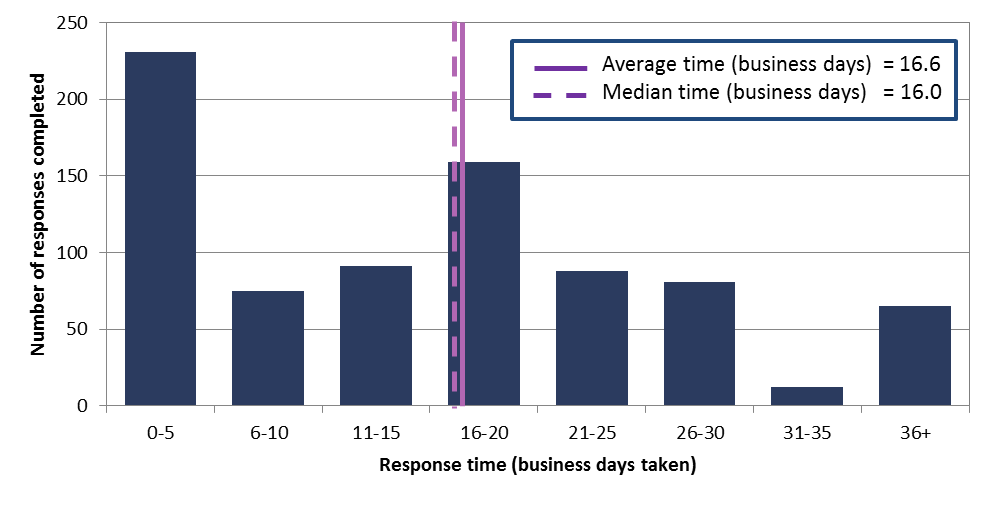 Number of responses completed
250
200
150
100
50
0
Average time (business days) = 16.6
Median time (business days) = 16.0
0-5 6-10 11-15 16-20 21-25 26-30 31-35 36+
Response time (business days taken)